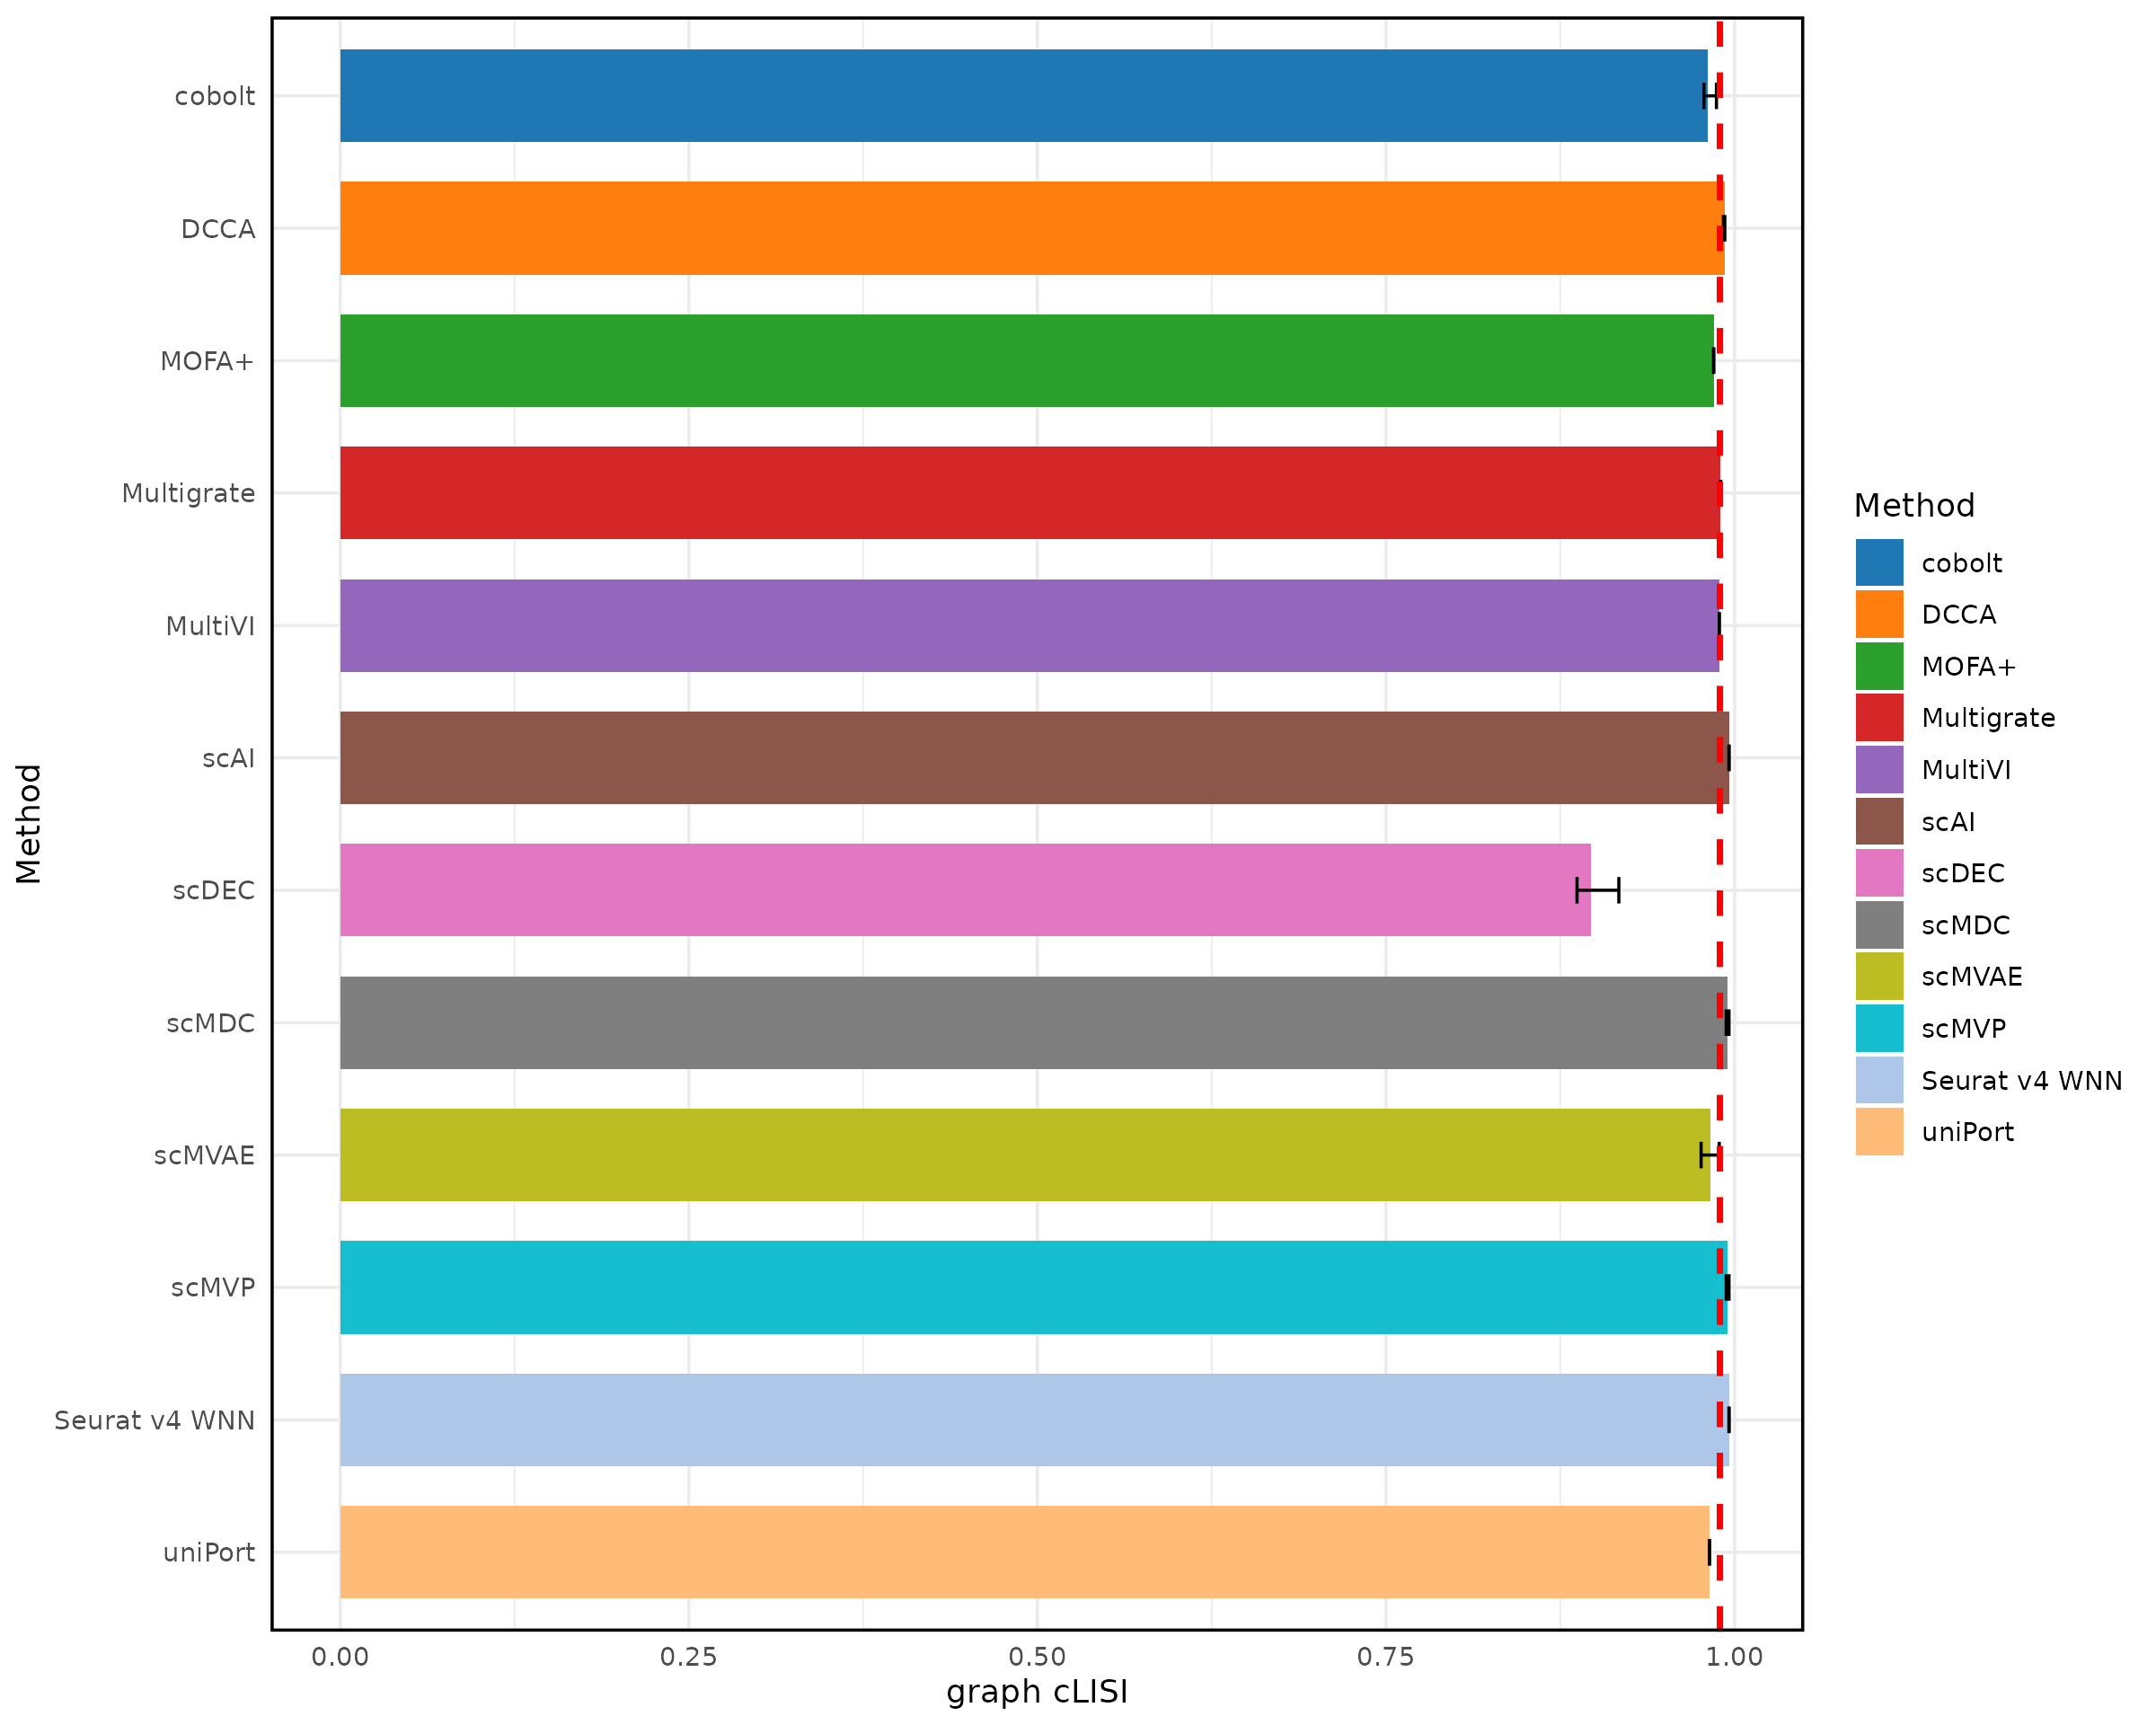 cobolt
DCCA
MOFA+
Multigrate
MultiVI
scAI
scDEC
scMDC
scMVAE
scMVP
Seurat v4 WNN
uniPort
Method
0.00 0.25 0.50 0.75 1.00
graph cLISI
Method
cobolt
DCCA
MOFA+
Multigrate
MultiVI
scAI
scDEC
scMDC
scMVAE
scMVP
Seurat v4 WNN
uniPort